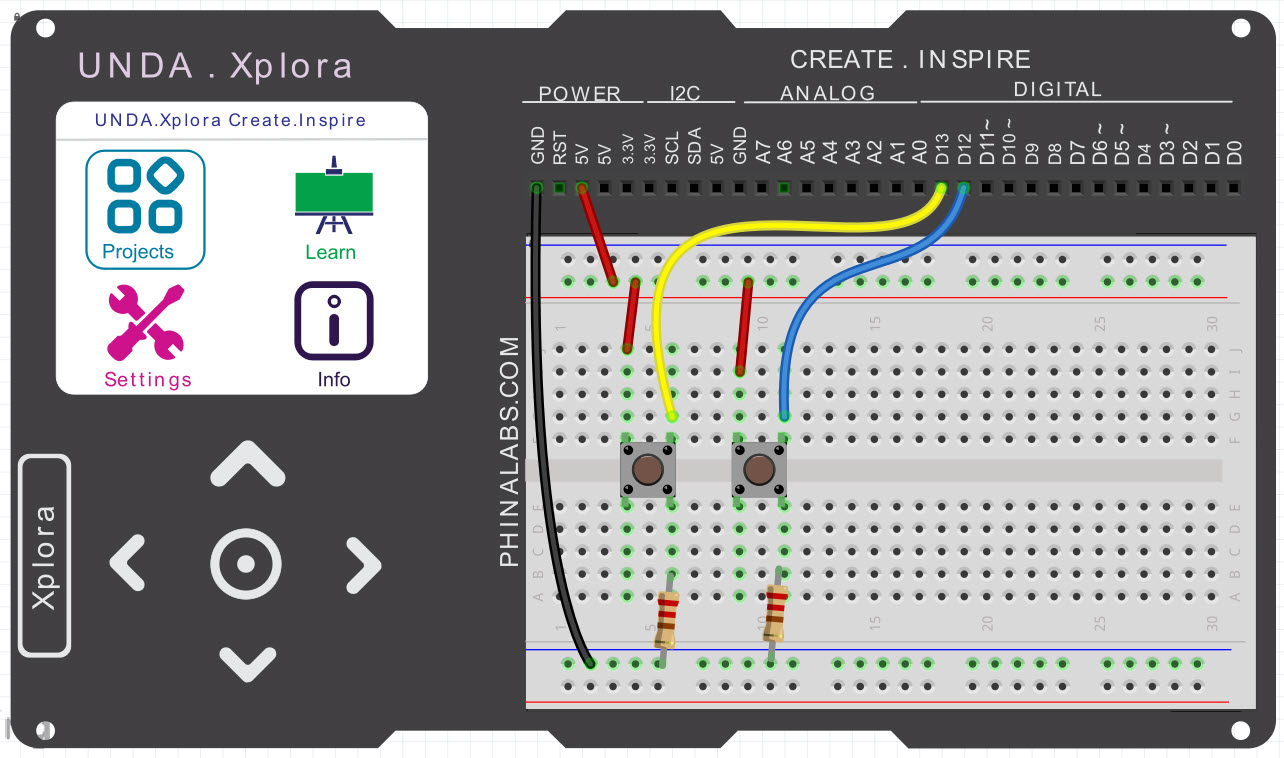 UNDA . Xplora
CREATE . INSPIRE
POWER I2C ANALOG DIGITAL
UNDA.Xplora Create.Inspire
GND RST 5V 5V 3.3V 3.3V SCL SDA 5V GND A7 A6 A5 A4 A3 A2 A1 A0 D13 D12 D11~ D10~ D9 D8 D7 D6~ D5~ D4 D3~ D2 D1 D0
Projects Learn
Settings Info
Xplora
PHINALABS.COM
1 5 10 15 20 25 30
J
I
H
G
F F
E E
D D
C C
B B
A A
1 5 10 15 20 25 30